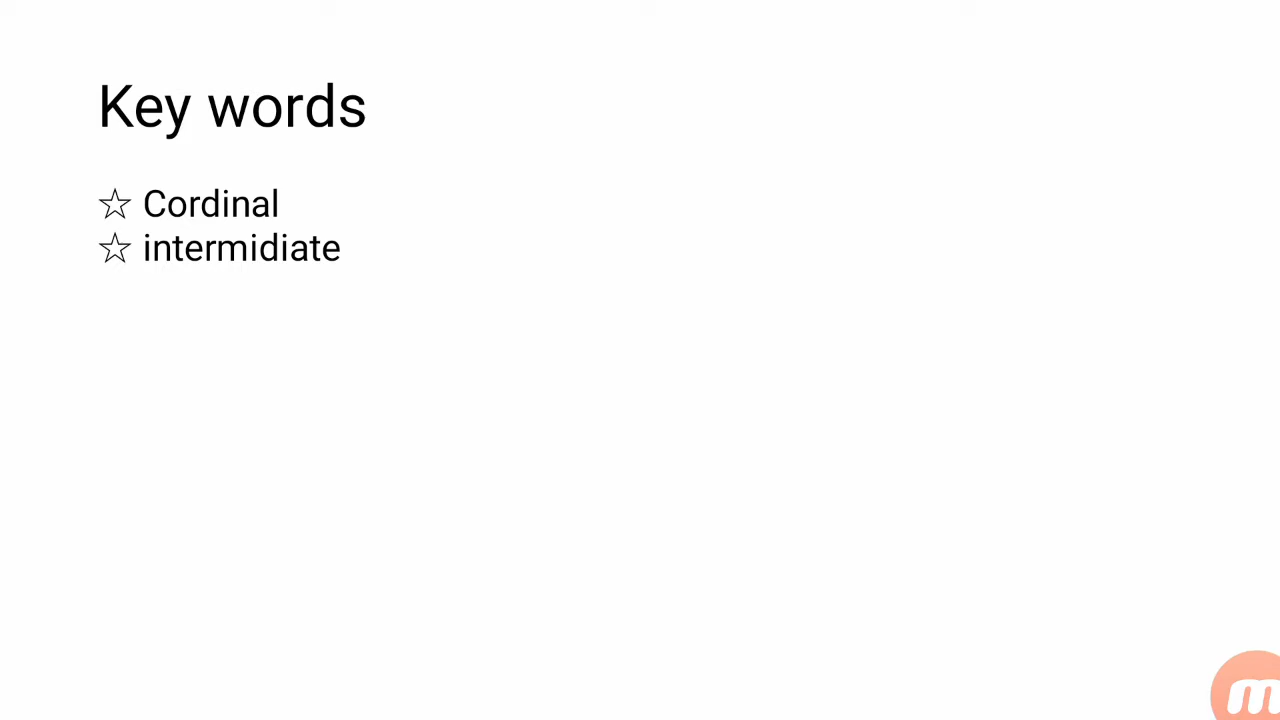 Key words
☆ Cordinal
☆ intermidiate
m